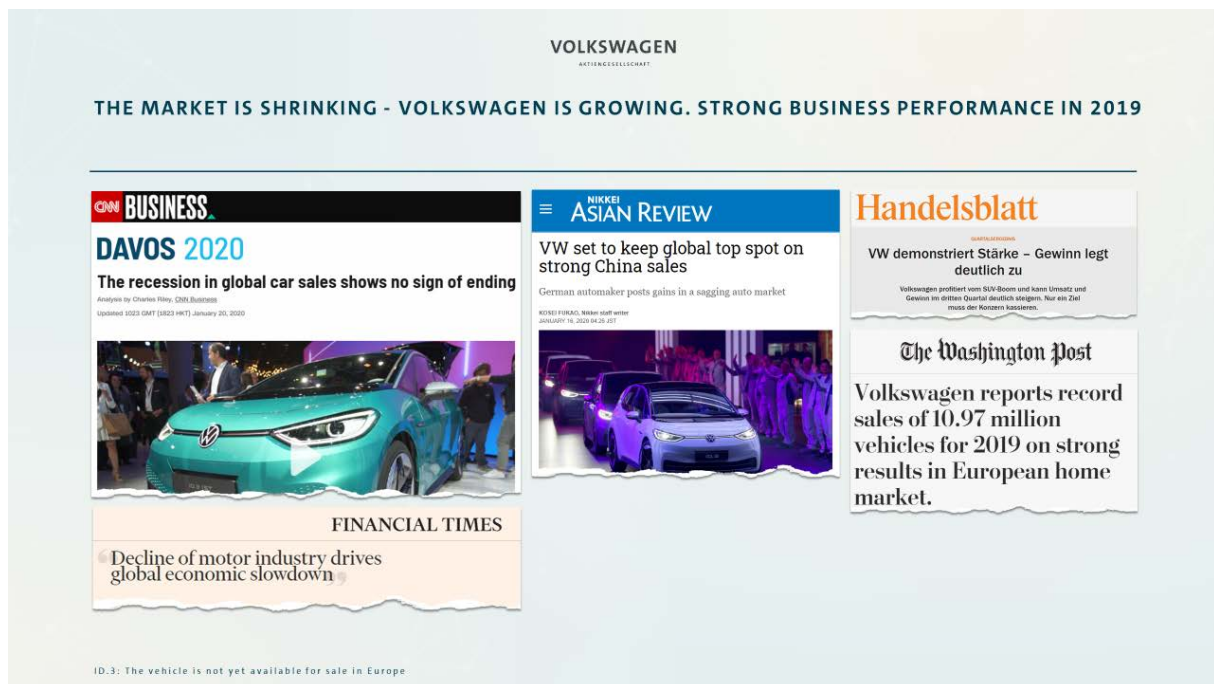 VOLKSWAGEN
AKTIENGESELLSCHAFT
THE MARKET IS SHRINKING - VOLKSWAGEN IS GROWING. STRONG BUSINESS PERFORMANCE IN 2019
CNN BUSINESS
DAVOS 2020
The recession in global car sales shows no sign of ending
Analysis by Charles Riley, CNN Business
Updated 1023 GMT (1823 HKT) January 20, 2020
FINANCIAL TIMES
“Decline of motor industry drives
global economic slowdown”
NIKKEI
ASIAN REVIEW
VW set to keep global top spot on
strong China sales
German automaker posts gains in a sagging auto market
KOSEI FUKAO, Nikkei staff writer
JANUARY 16, 2020 04:25 JST
Handelsblatt
VW demonstriert Stärke – Gewinn legt
deutlich zu
Volkswagen profitiert vom SUV-Boom und kann Umsatz und
Gewinn im dritten Quartal deutlich steigern. Nur ein Ziel
muss der Konzern kassieren.
The Washington Post
Volkswagen reports record
sales of 10.97 million
vehicles for 2019 on strong
results in European home
market.
ID.3: The vehicle is not yet available for sale in Europe